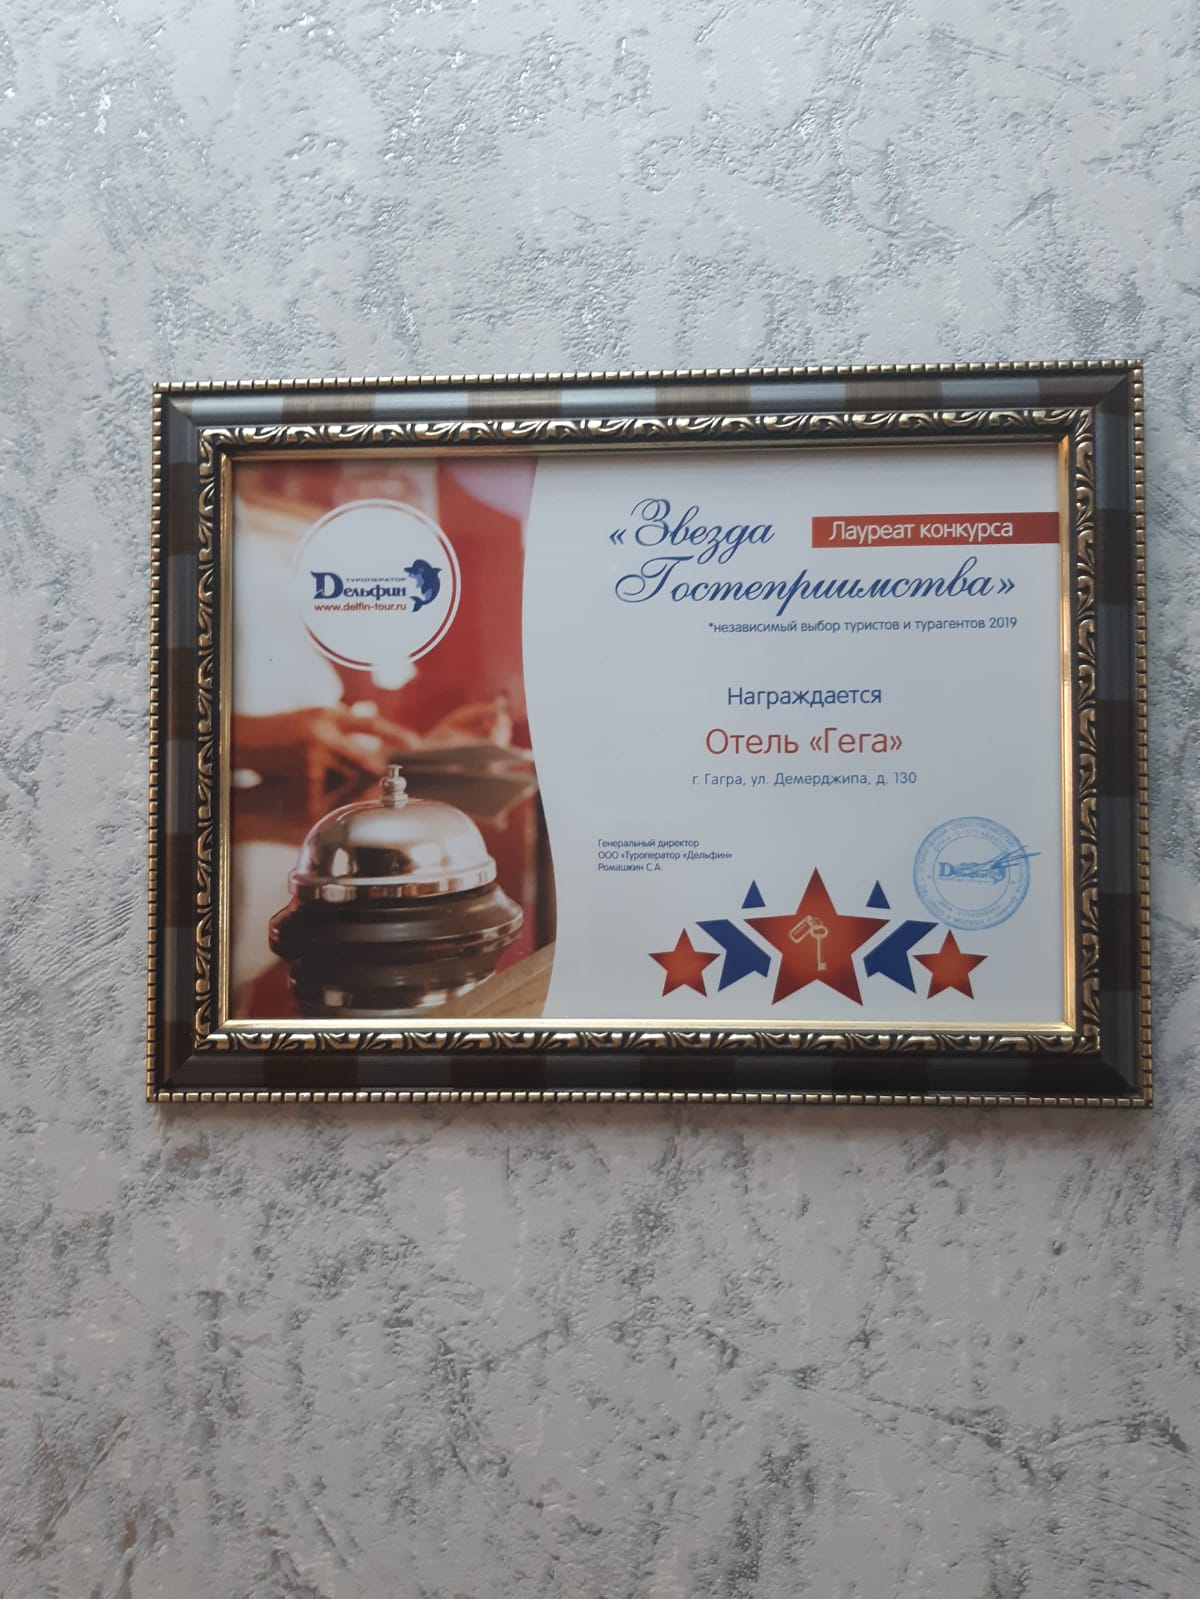 ТУРОПЕРАТОР
Дельфин
www.delfin-tour.ru
«Звезда
Гостеприимства»
Лауреат конкурса
*независимый выбор туристов и турагентов 2019
Награждается
Отель «Гега»
г. Гагра, ул. Демерджипа, д. 130
Генеральный директор
ООО «Туроператор «Дельфин»
Ромашкин С.А.
Дельфин